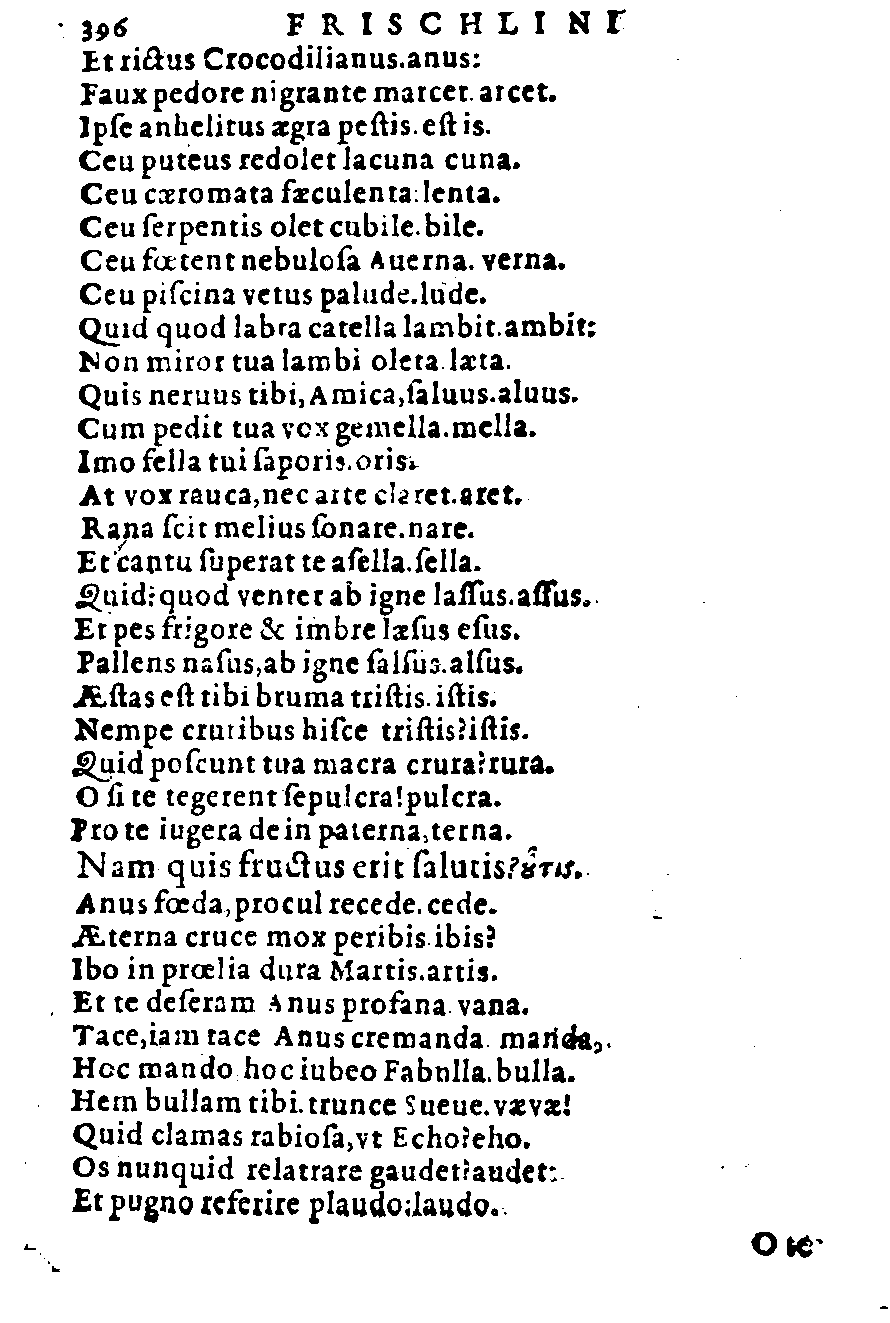 396 FRISCHLINI
Et rictus Crocodilianus.anus:
Faux pedore nigrante marcet.arcet.
Ipſe anhelitus ægra peſtis.eſt is.
Ceu puteus redolet lacuna cuna.
Ceu cæromata fæculenta:lenta.
Ceu ſerpentis olet cubile.bile.
Ceu fœtent nebuloſa Auerna. verna.
Ceu piſcina vetus palude.lude.
Quid quod labra catella lambit.ambit:
Non miror tua lambi oleta.læta.
Quis neruus tibi,Amica,ſaluus.aluus.
Cum pedit tua vox gemella.mella.
Imo fella tui ſaporis.oris.
At vox rauca,nec arte claret.aret.
Rana ſcit melius ſonare.nare.
Et cantu ſuperat te aſella.ſella.
Quid?quod venter ab igne laſſus.aſſus.
Et pes frigore & imbre læſus eſus.
Pallens naſus,ab igne ſalſus.alſus.
Æſtas eſt tibi bruma triſtis.iſtis.
Nempe cruribus hiſce triſtis?iſtis.
Quid poſcunt tua macra crura?rura.
O ſi te tegerent ſepulcra!pulcra.
Pro te iugera dein paterna,terna.
Nam quis fructus erit ſalutis?ȣ̂τις.
Anus fœda,procul recede.cede.
Æterna cruce mox peribis.ibis?
Ibo in prœlia dura Martis.artis.
Et te deſeram Anus profana.vana.
Tace,iam tace Anus cremanda. manda,.
Hoc mando hoc iubeo Fabnlla.bulla.
Hem bullam tibi.trunce Sueue.væ væ!
Quid clamas rabioſa,vt Echo?eho.
Os nunquid relatrare gaudet?audet:
Et pugno referire plaudo;laudo.
O ie